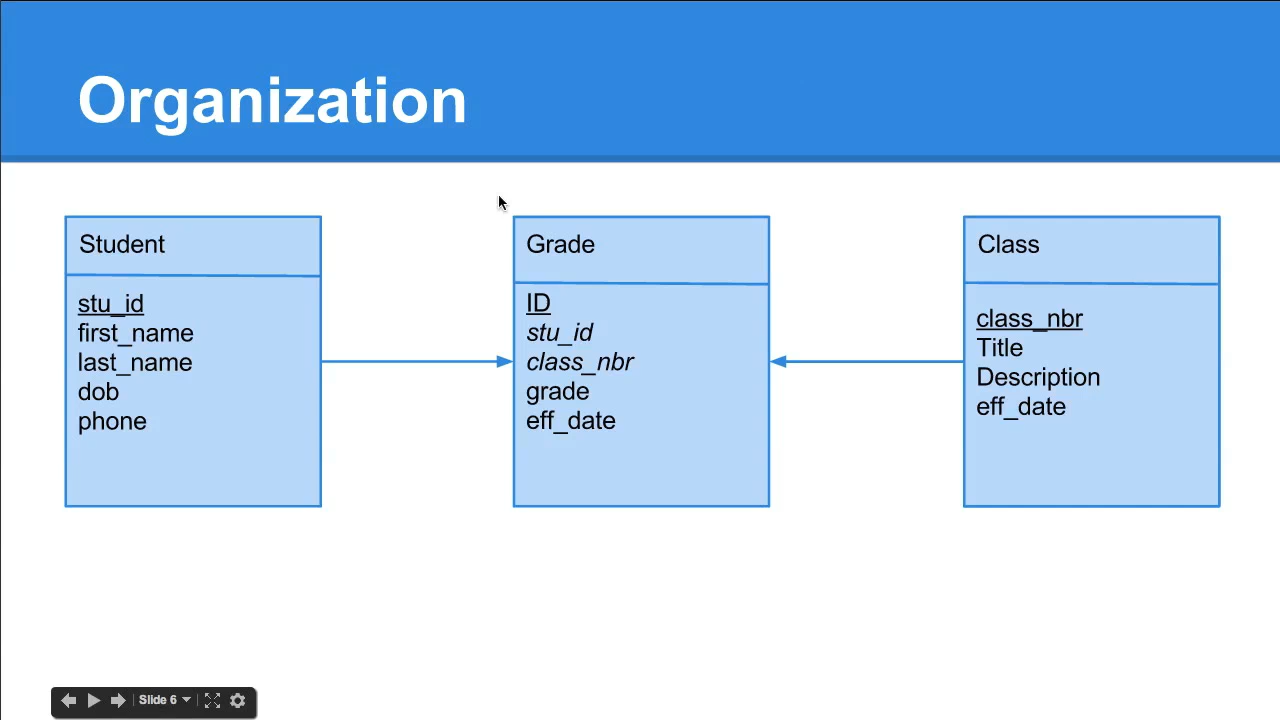 Organization
Student
stu_id
first_name
last_name
dob
phone
Grade
ID
stu_id
class_nbr
grade
eff_date
Class
class_nbr
Title
Description
eff_date
Slide 6